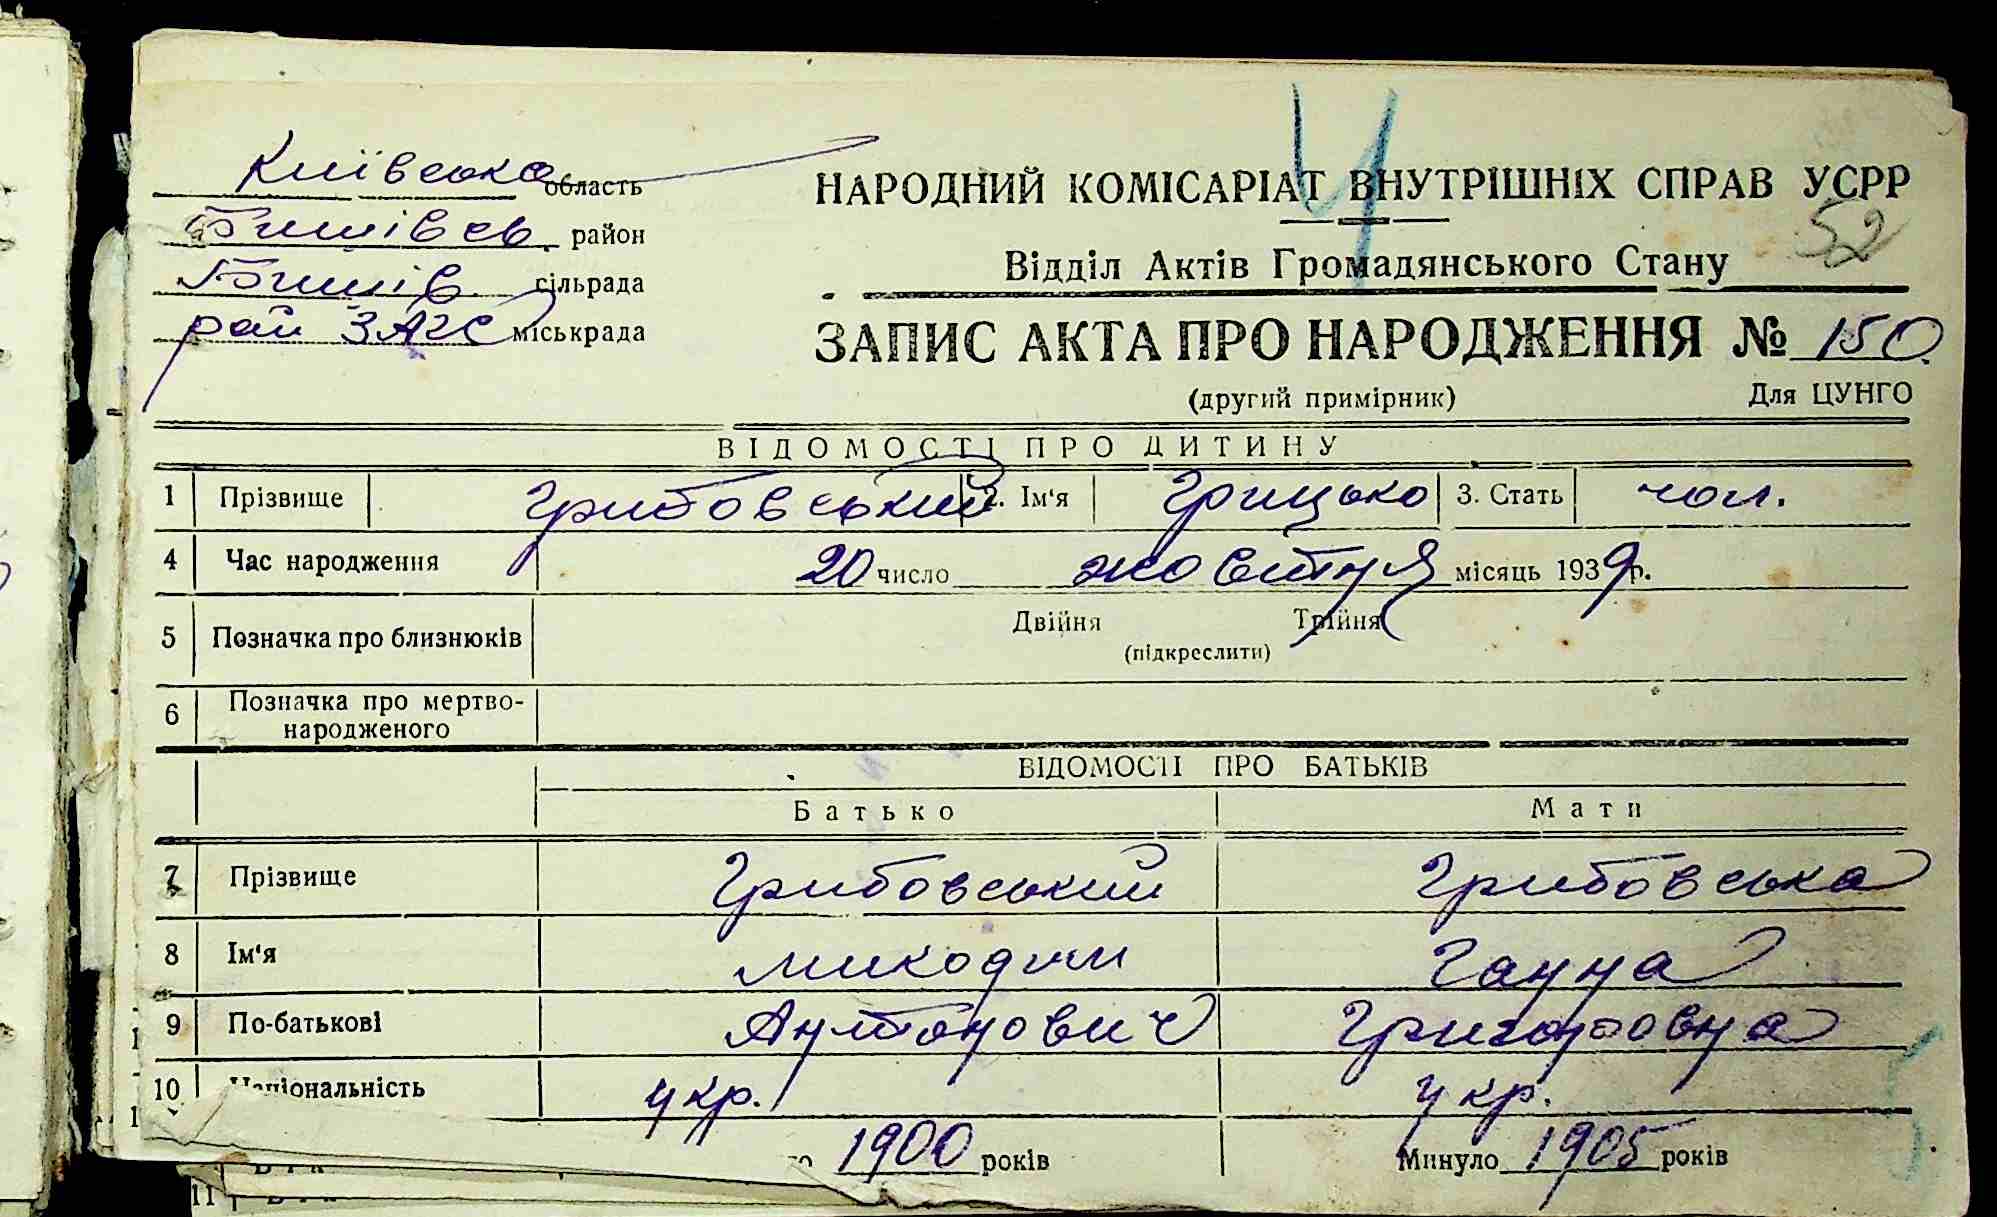 Київська область
Бишівськ. район
Бишів сільрада
рай ЗАГС міськрада
НАРОДНИЙ КОМІСАРІАТ ВНУТРІШНІХ СПРАВ УСРР
52
Відділ Актів Громадянського Стану
ЗАПИС АКТА ПРО НАРОДЖЕННЯ № 150
(другий примірник) Для ЦУНГО
ВІДОМОСТІ ПРО ДИТИНУ
1 Прізвище Грибовський 2. Ім'я Грицько 3. Стать чол.
4 Час народження 20 число жовтня місяць 1939 р.
5 Позначка про близнюків Двійня Трійня
(підкреслити)
6 Позначка про мертво-
народженого
ВІДОМОСТІ ПРО БАТЬКІВ
Батько Мати
7 Прізвище Грибовський Грибовська
8 Ім'я Ганна
9 По-батькові Антонович Григоровна
10 Національність укр. укр.
1900 років Минуло 1905 років
11